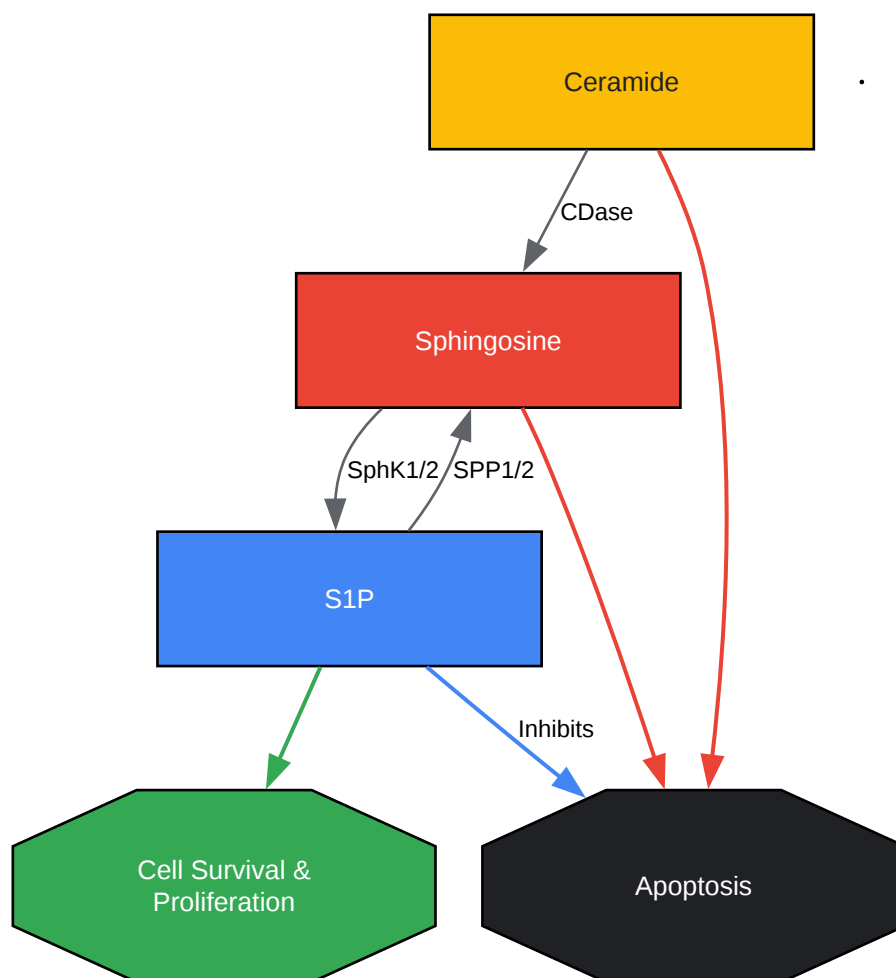 Ceramide
CDase
Sphingosine
SphK1/2
SPP1/2
S1P
Inhibits
Cell Survival &
Proliferation
Apoptosis